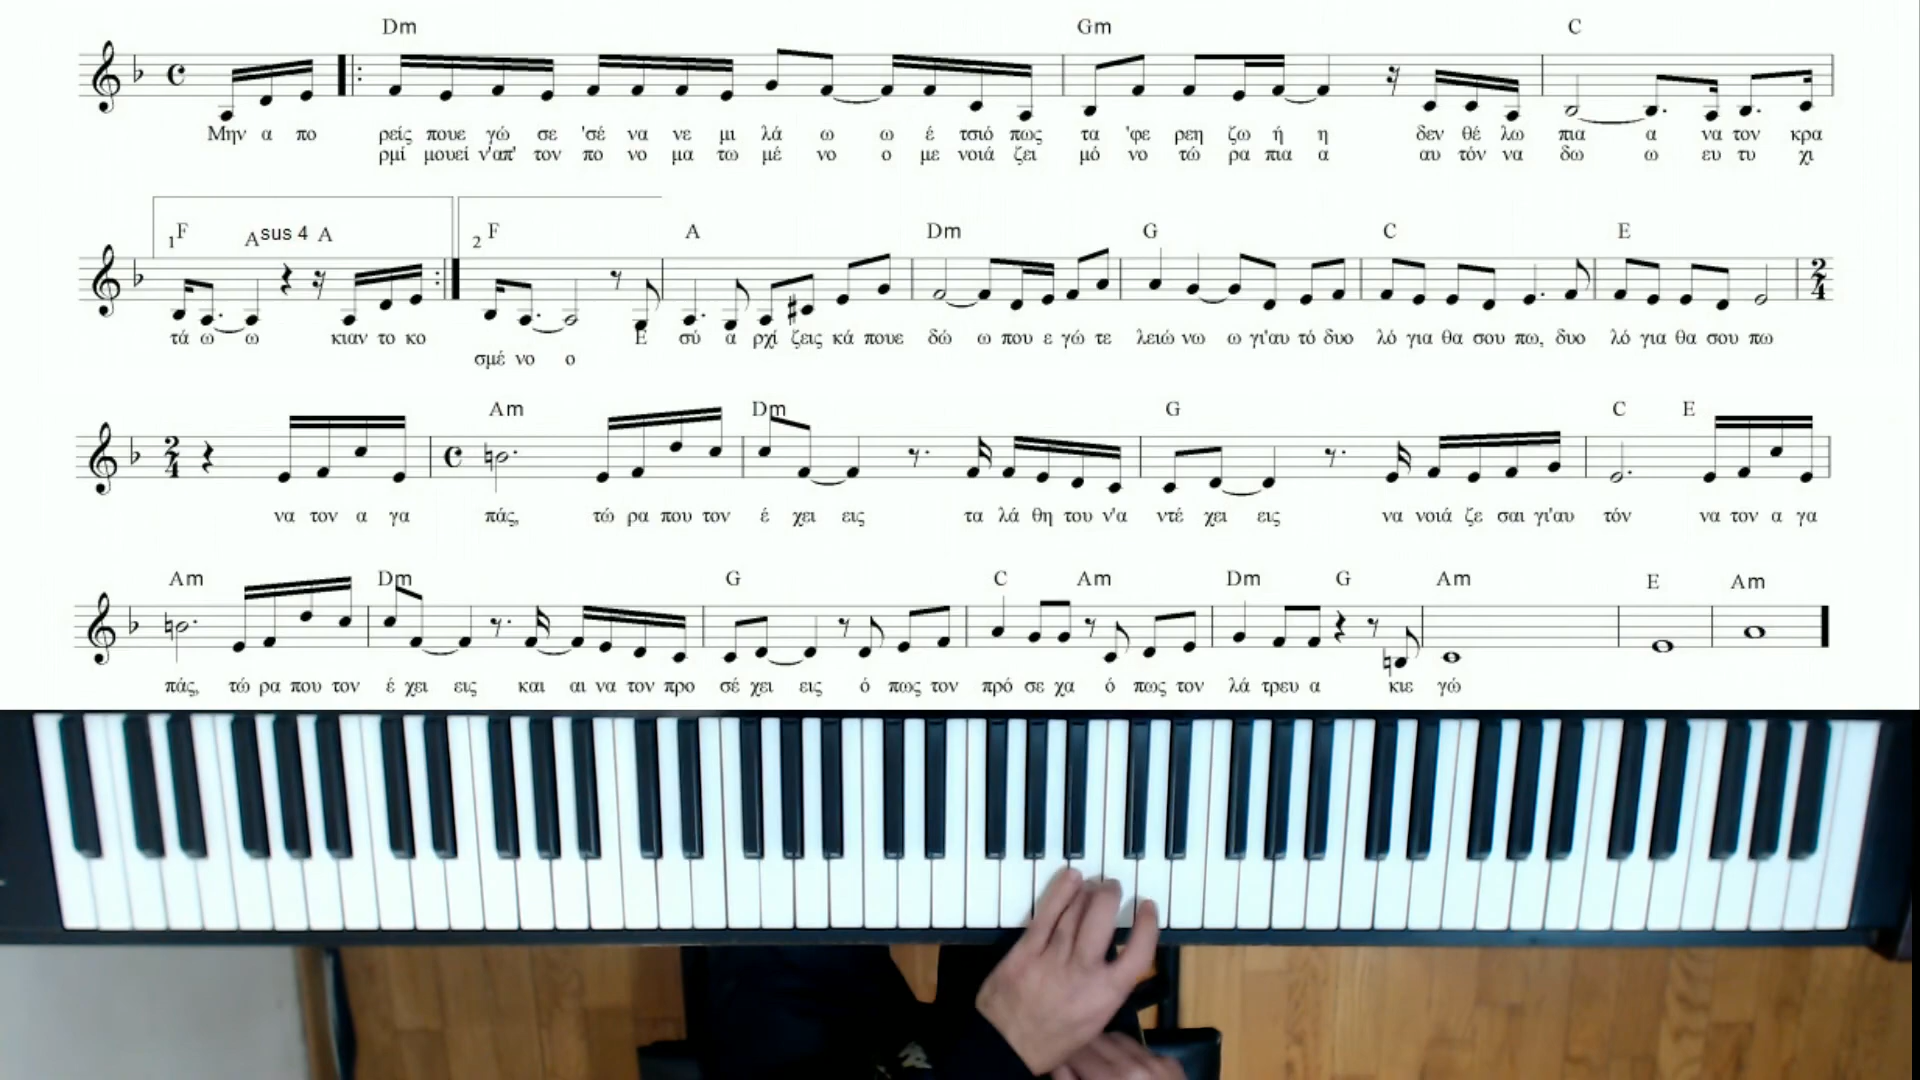 Dm Gm C
Μην α πο ρείς πουε γώ σε 'σέ να νε μι λά ω ω έ τσιό πως τα 'φε ρεη ζω ή η δεν θέ λω πια α να τον κρα
ρμί μουεί ν'απ' τον πο νο μα τω μέ νο ο με νοιά ζει μό νο τώ ρα πια α αυ τόν να δω ω ευ τυ χι
1 F Asus 4 A 2 F A Dm G C E
τά ω ω κιαν το κο Ε σύ α ρχί ζεις κά πουε δώ ω που ε γώ τε λειώ νω ω γι'αυ τό δυο λό για θα σου πω, δυο λό για θα σου πω
σμέ νο ο
Am Dm G C E
να τον α γα πάς, τώ ρα που τον έ χει εις τα λά θη του ν'α ντέ χει εις να νοιά ζε σαι γι'αυ τόν να τον α γα
Am Dm G C Am Dm G Am E Am
πάς, τώ ρα που τον έ χει εις και αι να τον προ σέ χει εις ό πως τον πρό σε χα ό πως τον λά τρευ α κιε γώ